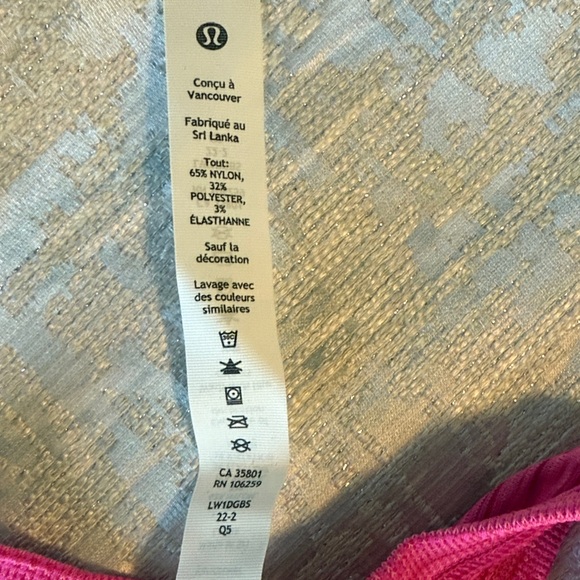 Conçu à
Vancouver
Fabriqué au
Sri Lanka
Tout:
65% NYLON,
32%
POLYESTER,
3%
ÉLASTHANNE
Sauf la
décoration
Lavage avec
des couleurs
similaires
CA 35801
RN 106259
LW1DGBS
22-2
Q5